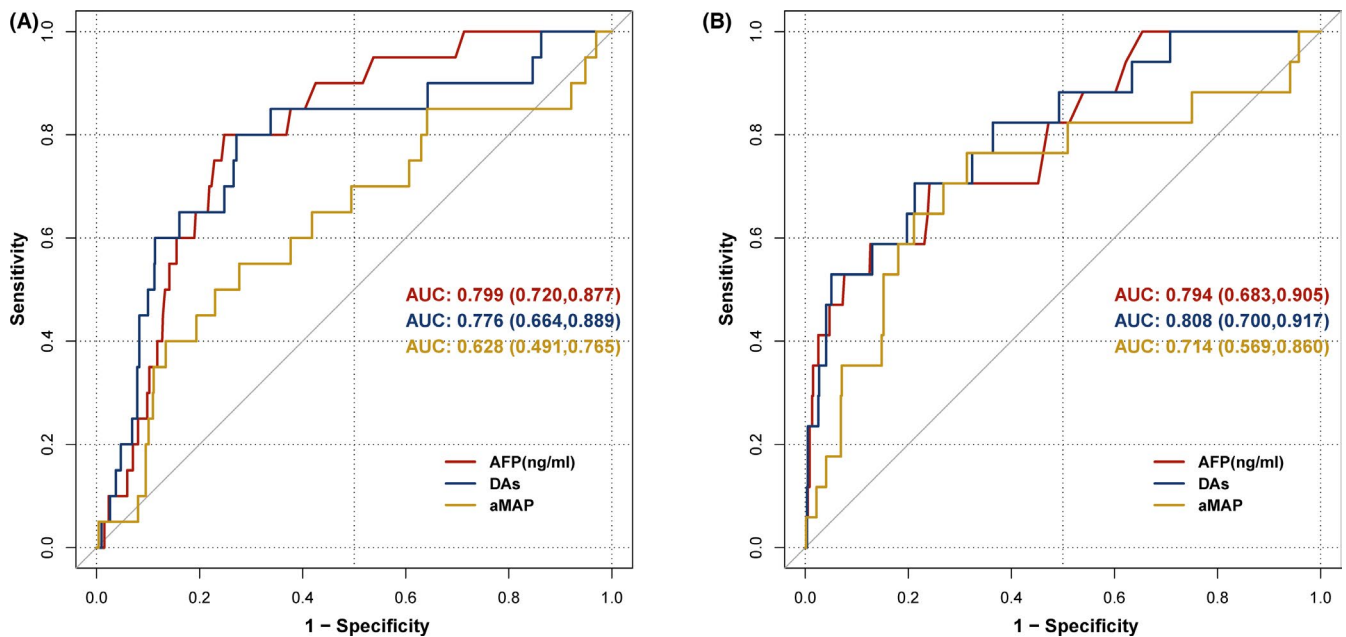 (A)
1.0
0.8
0.6
0.4
0.2
0.0
Sensitivity
AUC: 0.799 (0.720,0.877)
AUC: 0.776 (0.664,0.889)
AUC: 0.628 (0.491,0.765)
AFP(ng/ml)
DAs
aMAP
0.0 0.2 0.4 0.6 0.8 1.0
1 − Specificity
(B)
1.0
0.8
0.6
0.4
0.2
0.0
Sensitivity
AUC: 0.794 (0.683,0.905)
AUC: 0.808 (0.700,0.917)
AUC: 0.714 (0.569,0.860)
AFP(ng/ml)
DAs
aMAP
0.0 0.2 0.4 0.6 0.8 1.0
1 − Specificity